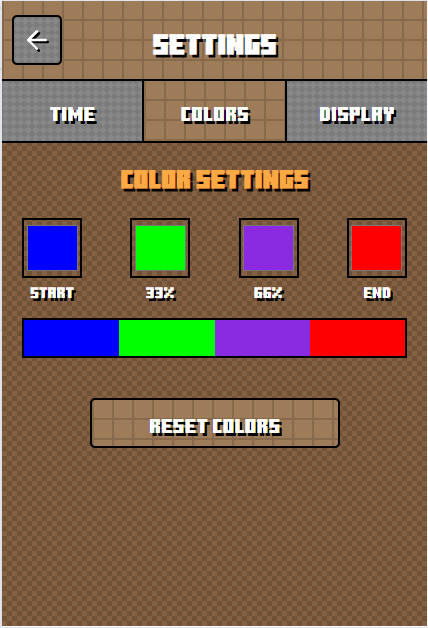 SETTINGS
TIME COLORS DISPLAY
COLOR SETTINGS
START 33% 66% END
RESET COLORS